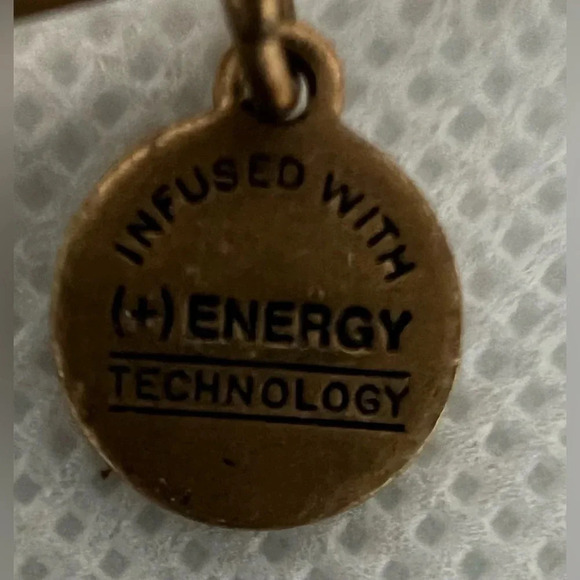 INFUSED WITH
(+) ENERGY
TECHNOLOGY